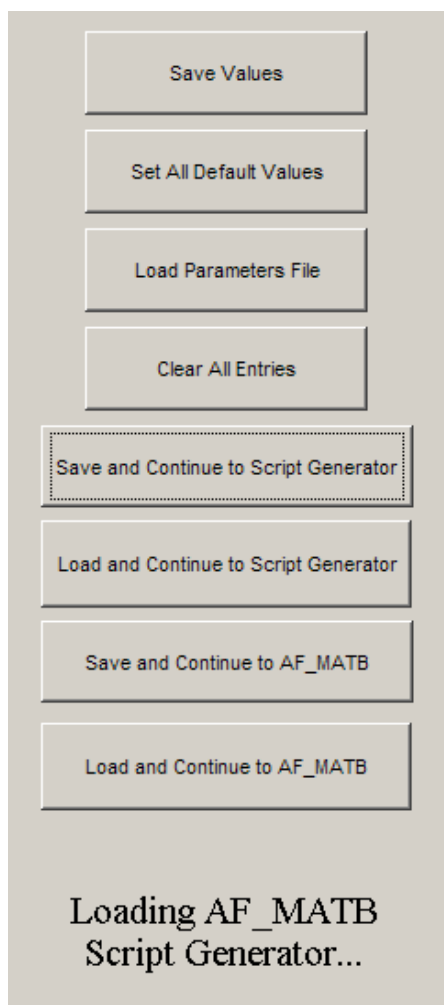 Save Values
Set All Default Values
Load Parameters File
Clear All Entries
Save and Continue to Script Generator
Load and Continue to Script Generator
Save and Continue to AF_MATB
Load and Continue to AF_MATB
Loading AF_MATB
Script Generator...